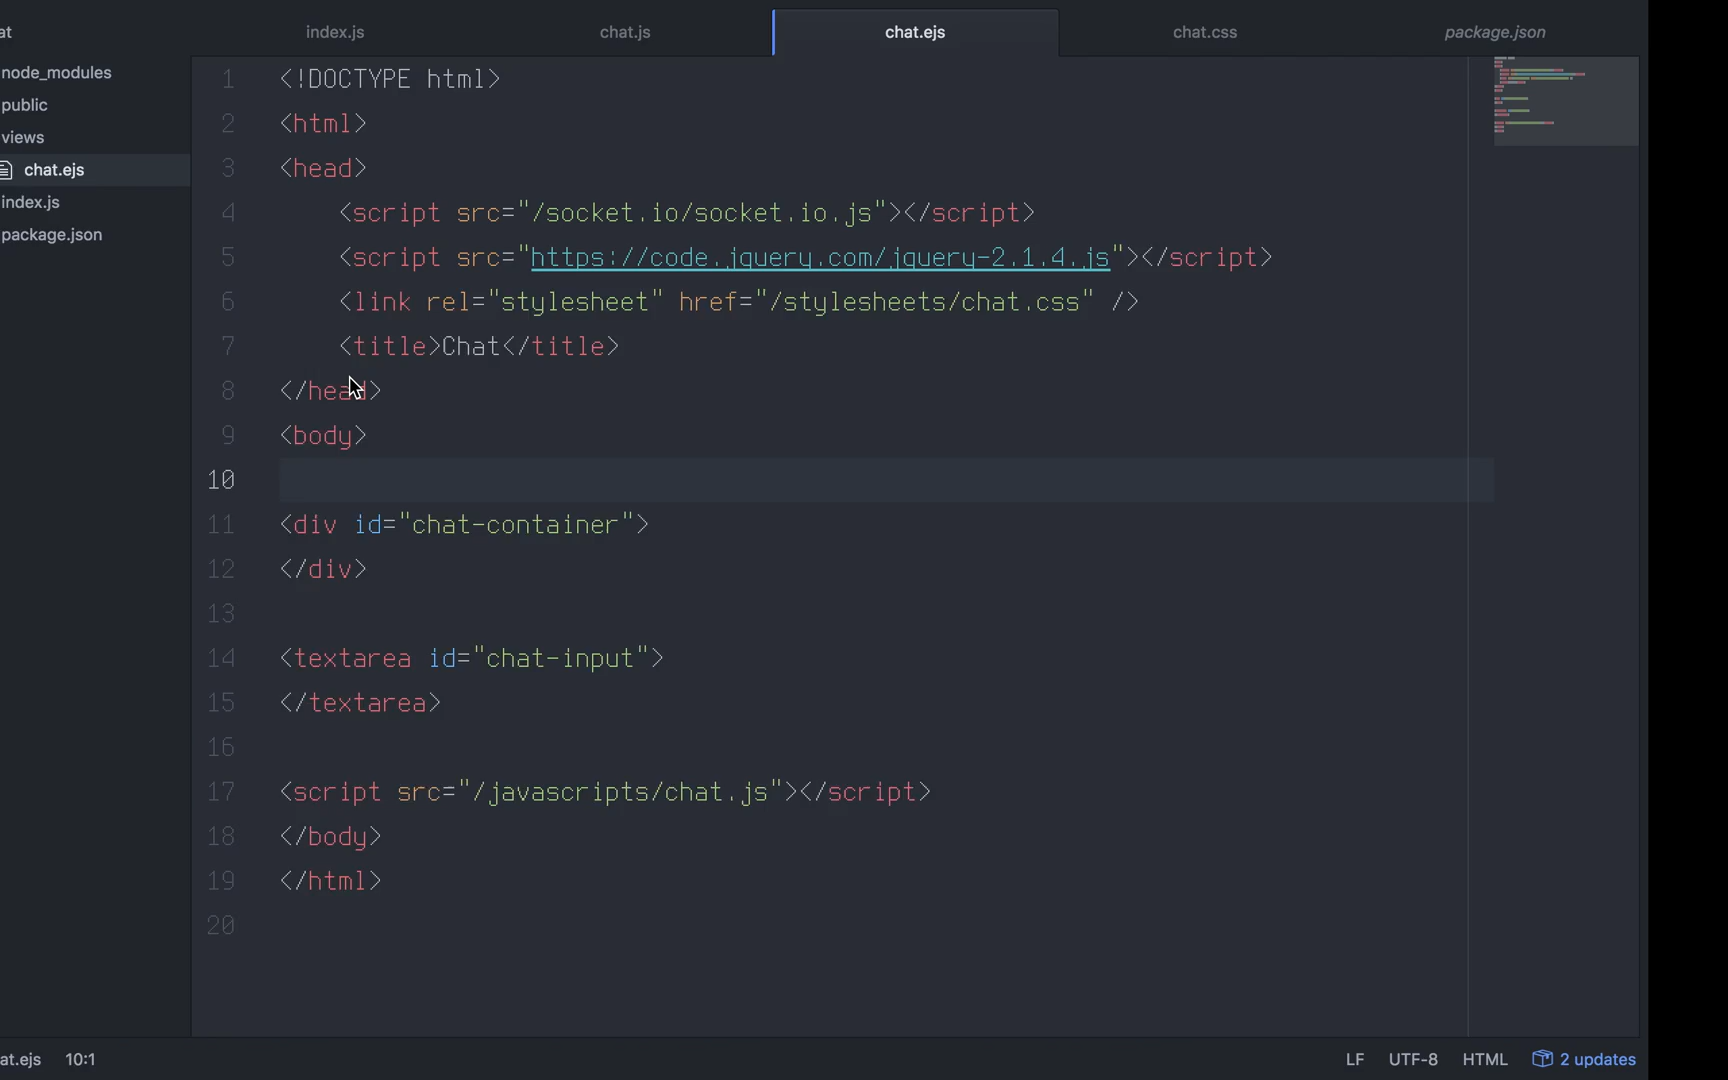 at
index.js
chat.js
chat.ejs
chat.css
package.json
node_modules
public
views
chat.ejs
index.js
package.json
1 <!DOCTYPE html>
2 <html>
3 <head>
4 <script src="/socket.io/socket.io.js"></script>
5 <script src="https://code.jquery.com/jquery-2.1.4.js"></script>
6 <link rel="stylesheet" href="/stylesheets/chat.css" />
7 <title>Chat</title>
8 </head>
9 <body>
10
11 <div id="chat-container">
12 </div>
13
14 <textarea id="chat-input">
15 </textarea>
16
17 <script src="/javascripts/chat.js"></script>
18 </body>
19 </html>
20
at.ejs 10:1 LF UTF-8 HTML 2 updates